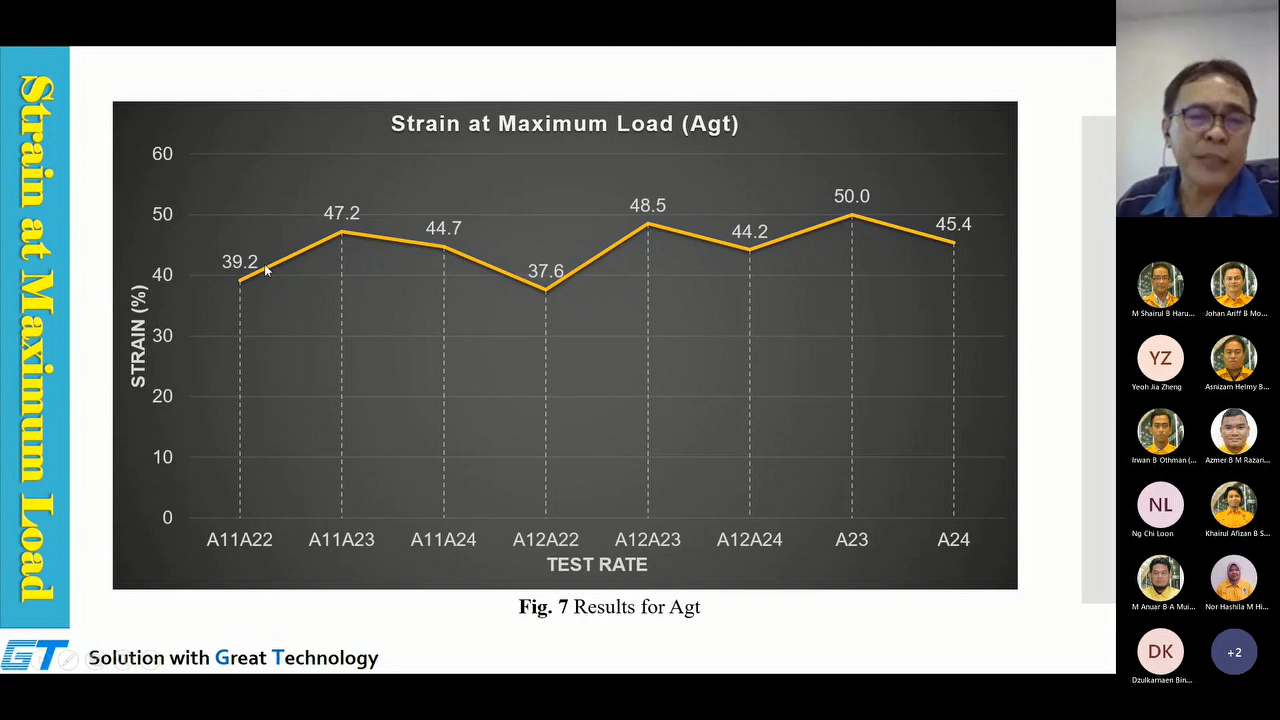 Strain at Maximum Load
Strain at Maximum Load (Agt)
60
50
40
30
20
10
0
STRAIN (%)
39.2
47.2
44.7
37.6
48.5
44.2
50.0
45.4
A11A22 A11A23 A11A24 A12A22 A12A23 A12A24 A23 A24
TEST RATE
Fig. 7 Results for Agt
GT Solution with Great Technology
M Shairul B Haru...
Johan Ariff B Mo...
YZ
Yeoh Jia Zheng
Asnizam Helmy B...
Irwan B Othman (...
Azmer B M Razari...
NL
Ng Chi Loon
Khairul Afizan B S...
M Anuar B A Mui...
Nor Hashila M Hi...
DK
Dzulkarnaen Bin...
+2